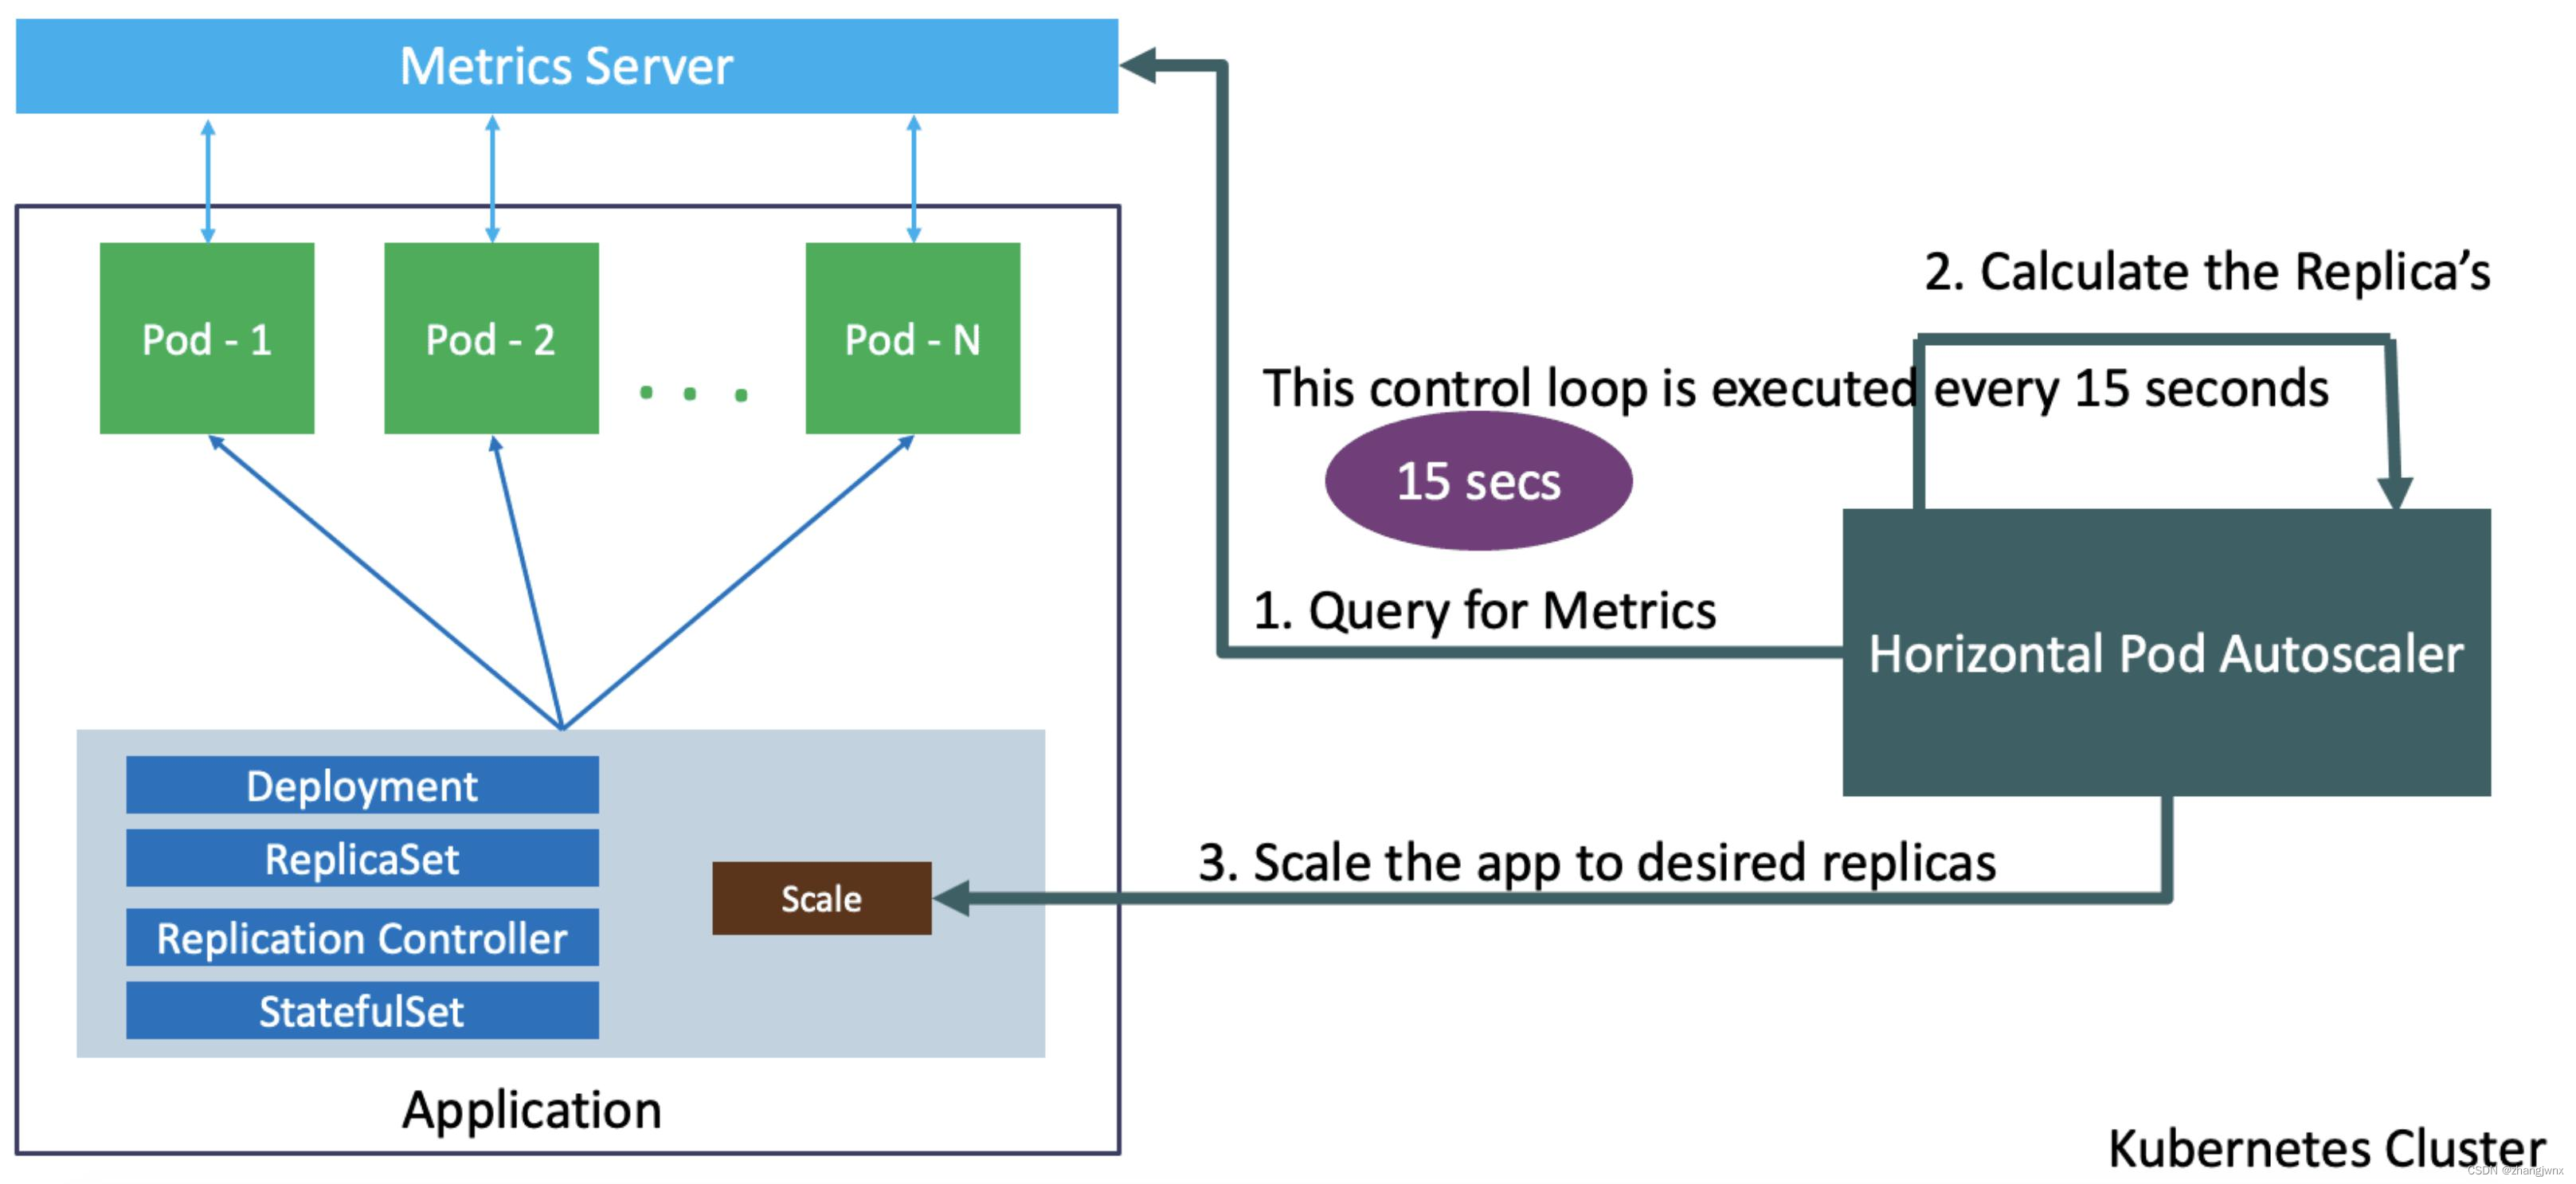 Metrics Server
Pod - 1
Pod - 2
. . .
Pod - N
2. Calculate the Replica’s
This control loop is executed every 15 seconds
15 secs
1. Query for Metrics
Horizontal Pod Autoscaler
Deployment
ReplicaSet
Replication Controller
StatefulSet
Scale
3. Scale the app to desired replicas
Application
Kubernetes Cluster
CSDN @zhangjwnx